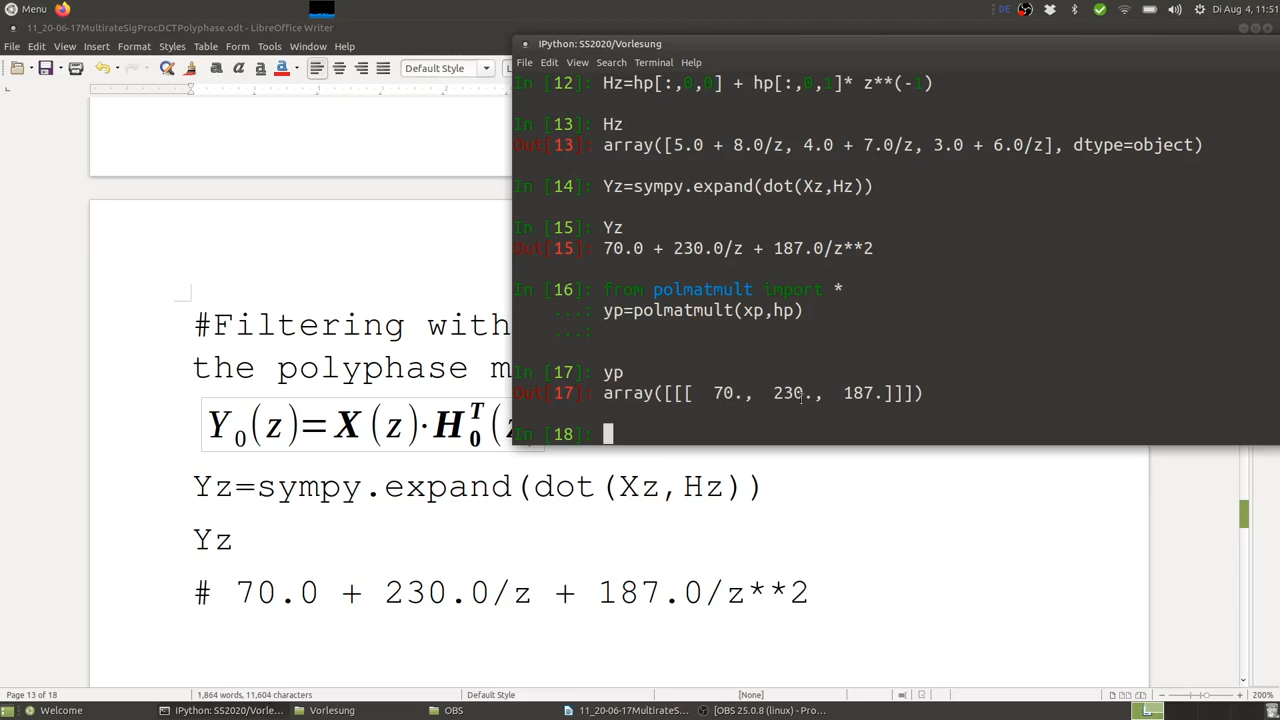 Menu
DE
Di Aug 4, 11:51
11_20-06-17MultirateSigProcDCTPolyphase.odt - LibreOffice Writer
File Edit View Insert Format Styles Table Form Tools Window Help
Default Style
IPython: SS2020/Vorlesung
File Edit View Search Terminal Help
In [12]: Hz=hp[:,0,0] + hp[:,0,1]* z**(-1)
In [13]: Hz
Out[13]: array([5.0 + 8.0/z, 4.0 + 7.0/z, 3.0 + 6.0/z], dtype=object)
In [14]: Yz=sympy.expand(dot(Xz,Hz))
In [15]: Yz
Out[15]: 70.0 + 230.0/z + 187.0/z**2
In [16]: from polmatmult import *
...: yp=polmatmult(xp,hp)
...:
In [17]: yp
Out[17]: array([[[ 70., 230., 187.]]])
In [18]:
#Filtering with
the polyphase m
Y0(z)=X(z)·H0^T(z
Yz=sympy.expand(dot(Xz,Hz))
Yz
# 70.0 + 230.0/z + 187.0/z**2
Page 13 of 18 1,864 words, 11,604 characters Default Style [None] 200%
Welcome IPython: SS2020/Vorle... Vorlesung OBS 11_20-06-17MultirateS... [OBS 25.0.8 (linux) - Pro...